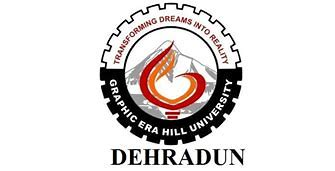 TRANSFORMING DREAMS INTO REALITY
GRAPHIC ERA HILL UNIVERSITY
DEHRADUN